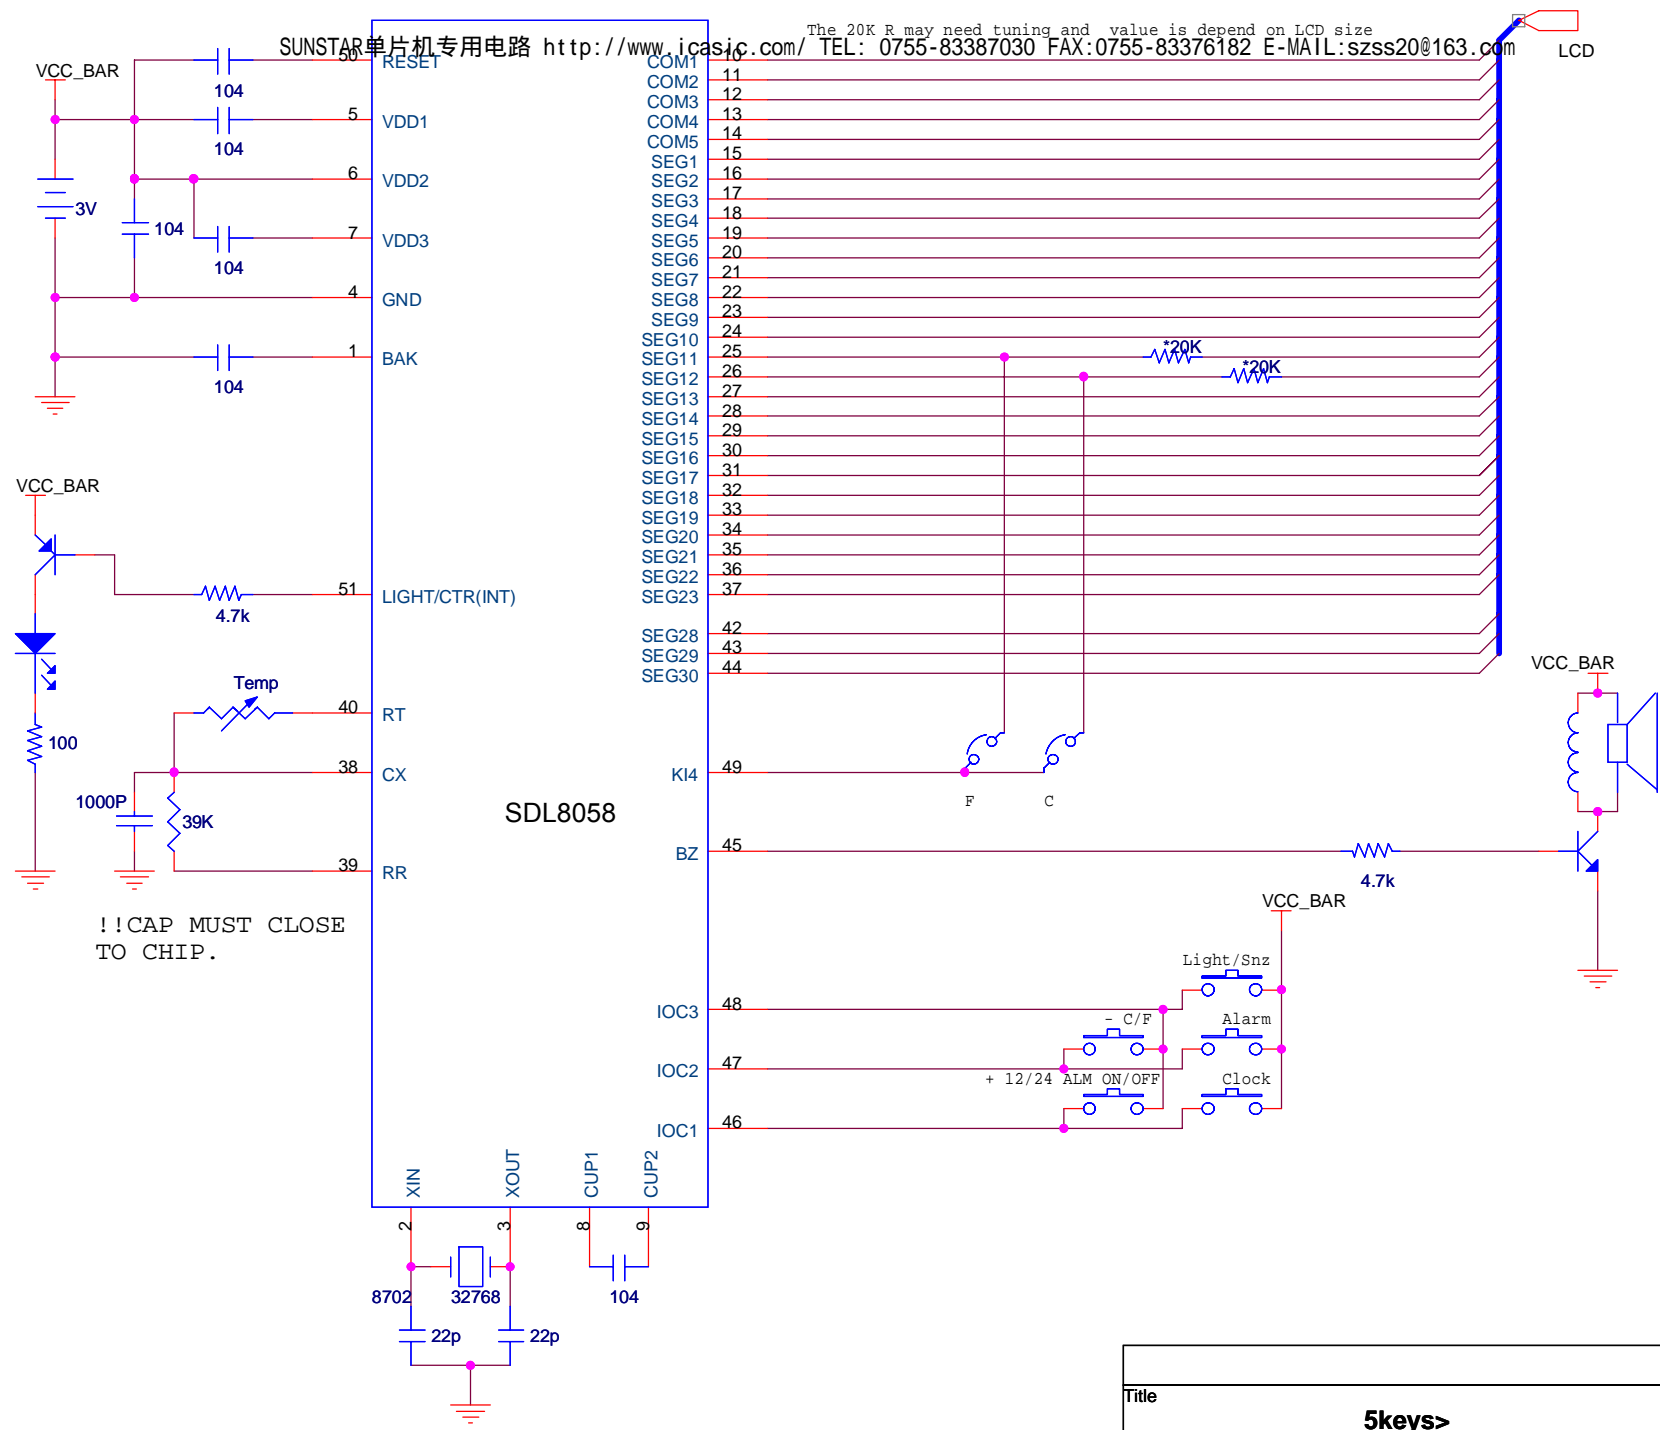 The 20K R may need tuning and value is depend on LCD size
SUNSTAR单片机专用电路 http://www.icasic.com/ TEL: 0755-83387030 FAX:0755-83376182 E-MAIL:szss20@163.com
LCD
VCC_BAR
104
50 RESET
104
5 VDD1
6 VDD2
3V
104
104
7 VDD3
4 GND
104
1 BAK
COM1 10
COM2 11
COM3 12
COM4 13
COM5 14
SEG1 15
SEG2 16
SEG3 17
SEG4 18
SEG5 19
SEG6 20
SEG7 21
SEG8 22
SEG9 23
SEG10 24
SEG11 25
*20K
SEG12 26
*20K
SEG13 27
SEG14 28
SEG15 29
SEG16 30
SEG17 31
SEG18 32
SEG19 33
SEG20 34
SEG21 35
SEG22 36
SEG23 37
SEG28 42
SEG29 43
SEG30 44
VCC_BAR
4.7k
51 LIGHT/CTR(INT)
100
Temp
40 RT
38 CX
1000P
39K
39 RR
!!CAP MUST CLOSE
TO CHIP.
SDL8058
KI4 49
F C
BZ 45
4.7k
VCC_BAR
VCC_BAR
Light/Snz
IOC3 48
- C/F
Alarm
IOC2 47
+ 12/24 ALM ON/OFF
Clock
IOC1 46
XIN XOUT CUP1 CUP2
2 3 8 9
8702 32768 104
22p 22p
Title
5keys>